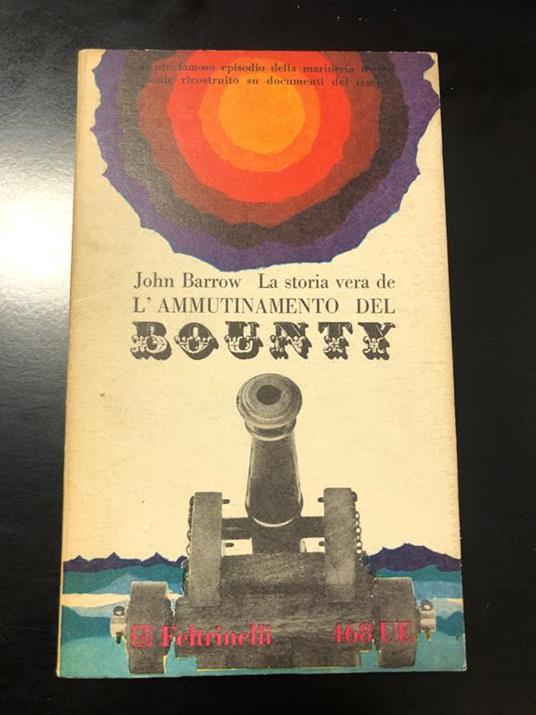 più famoso episodio della marineria
ricostruito su documenti del
John Barrow La storia vera de
L'AMMUTINAMENTO DEL
BOUNTY
Feltrinelli 468/UE